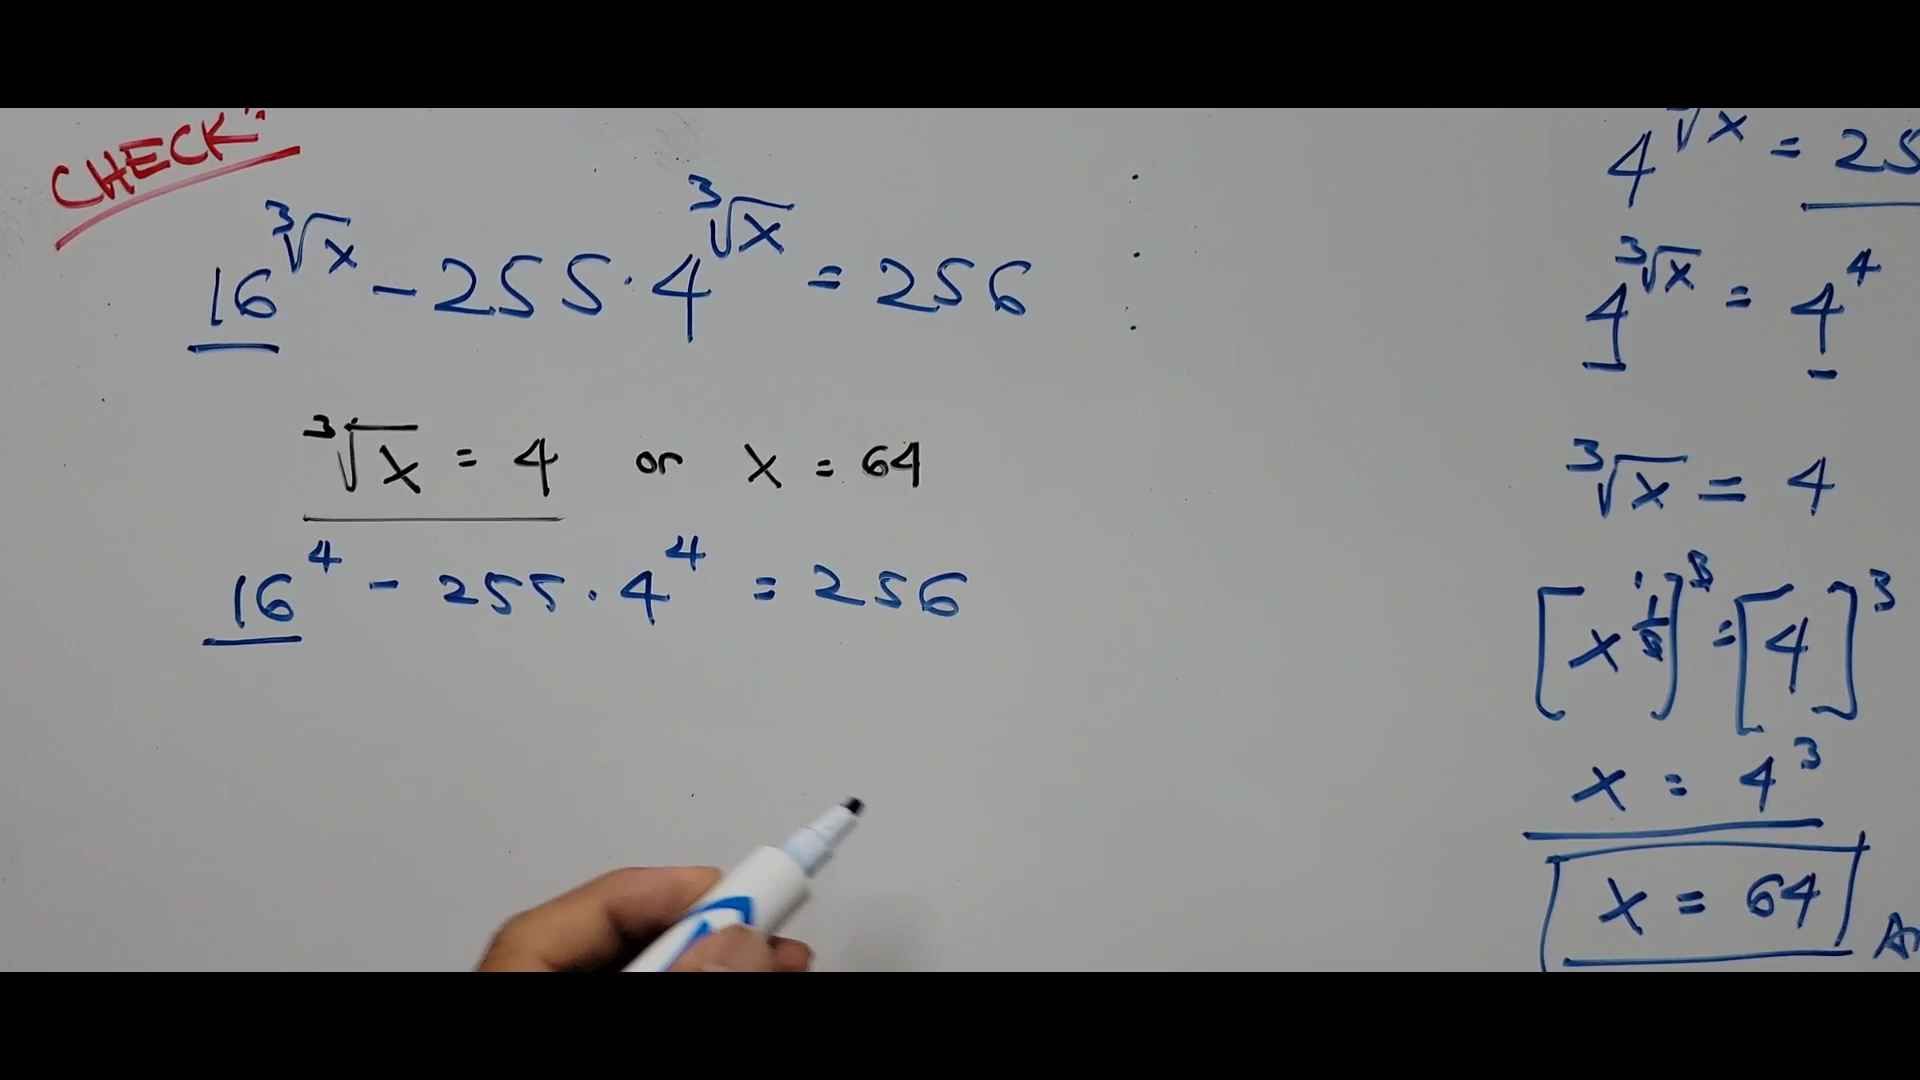 CHECK:
16^∛x - 255 · 4^∛x = 256
∛x = 4 or x = 64
16^4 - 255 · 4^4 = 256
4^∛x = 25
4^∛x = 4^4
∛x = 4
[x^1/3]^3 = [4]^3
x = 4^3
x = 64